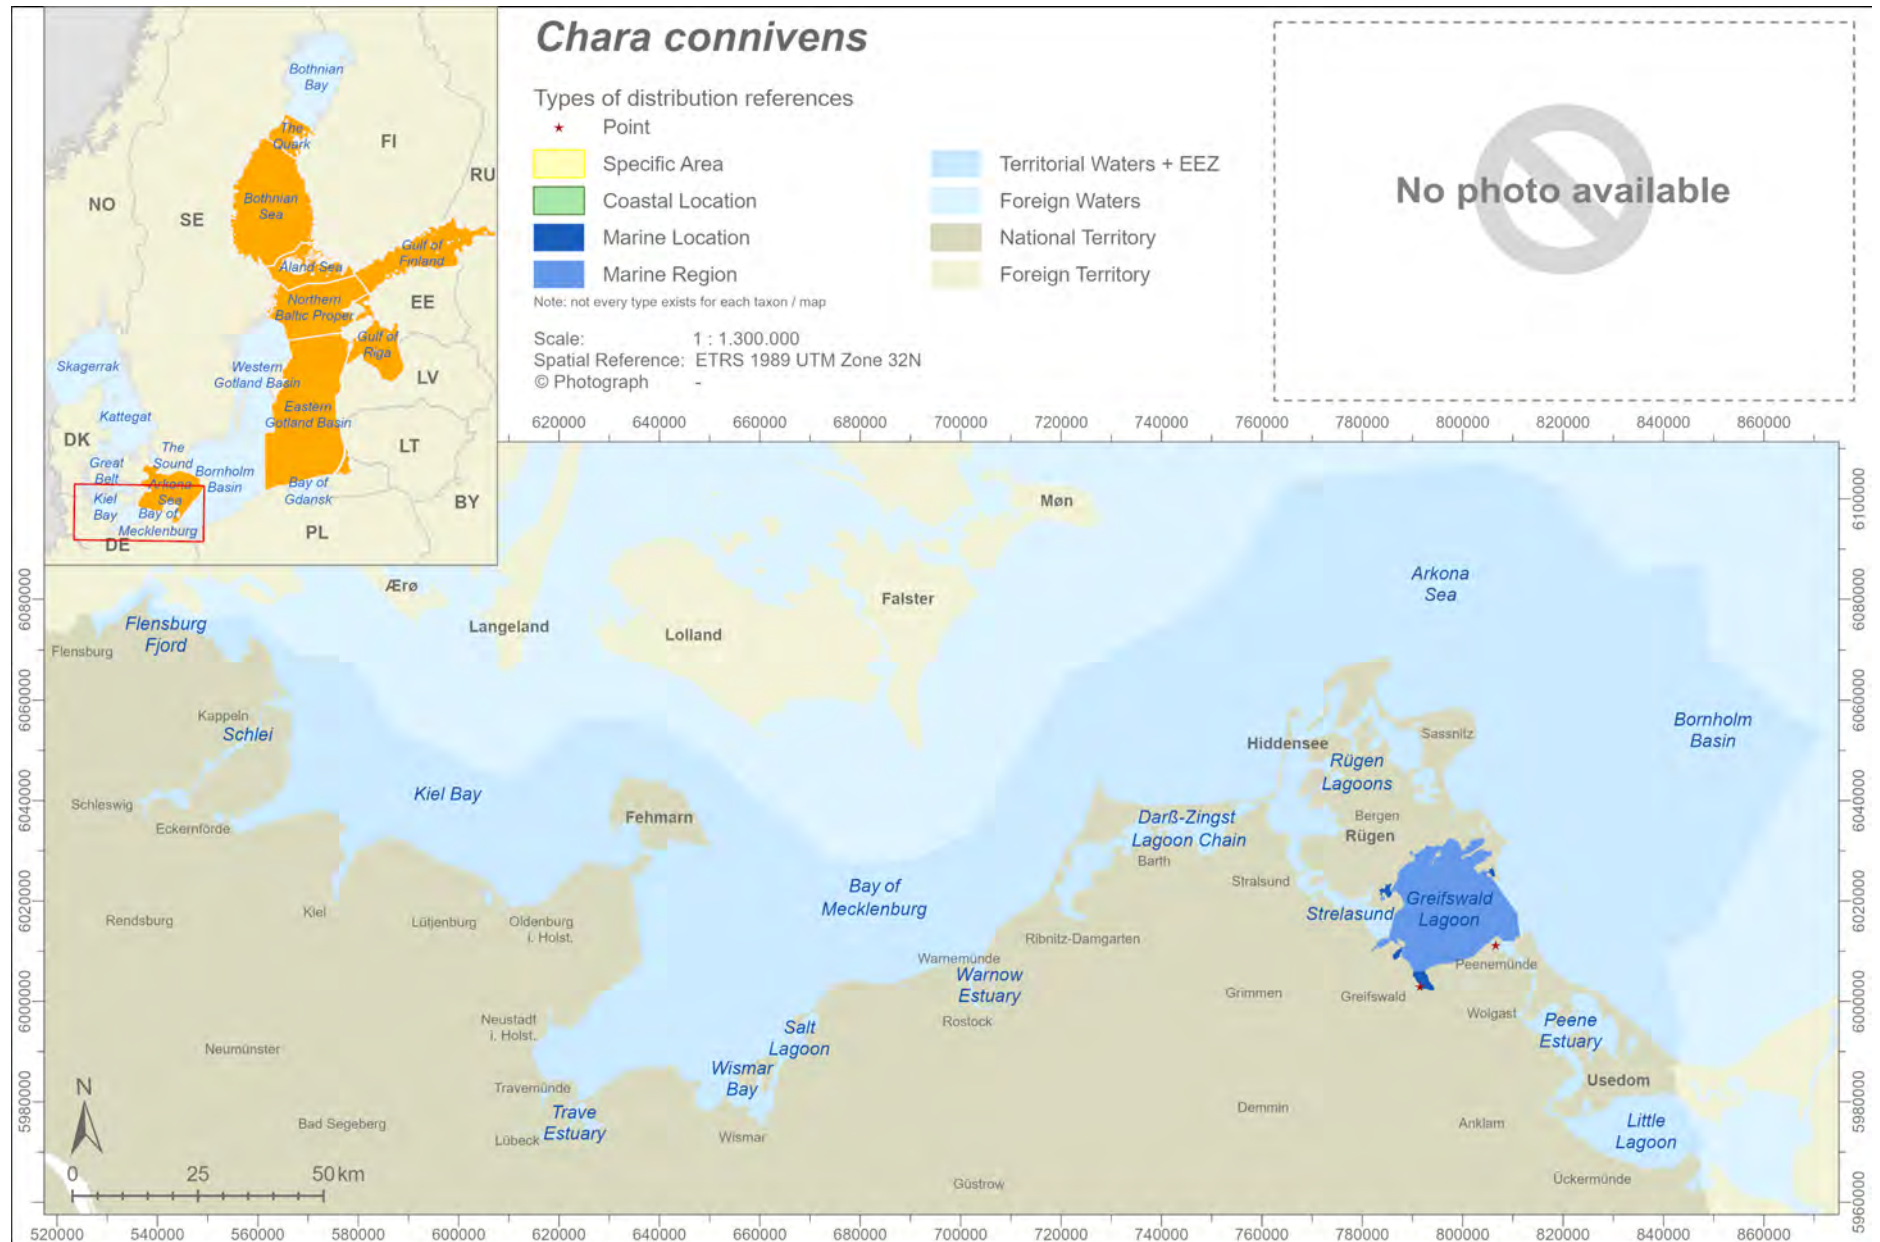 Chara connivens
Types of distribution references
Point
Specific Area
Coastal Location
Marine Location
Marine Region
Territorial Waters + EEZ
Foreign Waters
National Territory
Foreign Territory
Note: not every type exists for each taxon / map
Scale: 1 : 1.300.000
Spatial Reference: ETRS 1989 UTM Zone 32N
© Photograph -
No photo available
Bothnian
Bay
The
Quark
FI
RU
NO
SE
Bothnian
Sea
Gulf of
Finland
Aland Sea
Northern
Baltic Proper
EE
Gulf of
Riga
Skagerrak
Western
Gotland Basin
LV
Kattegat
Eastern
Gotland Basin
DK
The
Sound
LT
Great
Belt
Bornholm
Basin
Arkona
Sea
Bay of
Gdansk
BY
Kiel
Bay
Bay of
Mecklenburg
PL
DE
620000 640000 660000 680000 700000 720000 740000 760000 780000 800000 820000 840000 860000
6100000
6080000
6060000
6040000
6020000
6000000
5980000
5960000
6080000
6060000
6040000
6020000
6000000
5980000
Møn
Ærø
Langeland
Lolland
Falster
Arkona
Sea
Flensburg
Fjord
Flensburg
Kappeln
Schlei
Schleswig
Eckernförde
Kiel Bay
Fehmarn
Hiddensee
Sassnitz
Rügen
Lagoons
Bornholm
Basin
Darß-Zingst
Lagoon Chain
Barth
Bergen
Rügen
Stralsund
Strelasund
Greifswald
Lagoon
Bay of
Mecklenburg
Rendsburg
Kiel
Lütjenburg
Oldenburg
i. Holst.
Ribnitz-Damgarten
Warnemünde
Warnow
Estuary
Rostock
Grimmen
Greifswald
Peenemünde
Wolgast
Peene
Estuary
Usedom
Neustadt
i. Holst.
Salt
Lagoon
Neumünster
Wismar
Bay
Travemünde
Trave
Estuary
Bad Segeberg
Lübeck
Wismar
Demmin
Anklam
Little
Lagoon
Güstrow
Ückermünde
N
0 25 50 km
520000 540000 560000 580000 600000 620000 640000 660000 680000 700000 720000 740000 760000 780000 800000 820000 840000 860000